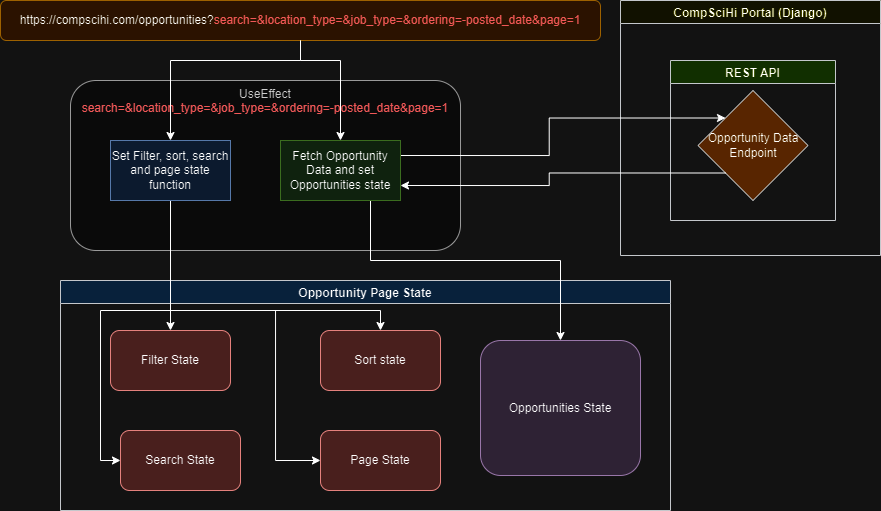 https://compscihi.com/opportunities?search=&location_type=&job_type=&ordering=-posted_date&page=1
CompSciHi Portal (Django)
REST API
Opportunity Data
Endpoint
UseEffect
search=&location_type=&job_type=&ordering=-posted_date&page=1
Set Filter, sort, search
and page state
function
Fetch Opportunity
Data and set
Opportunities state
Opportunity Page State
Filter State
Sort state
Opportunities State
Search State
Page State